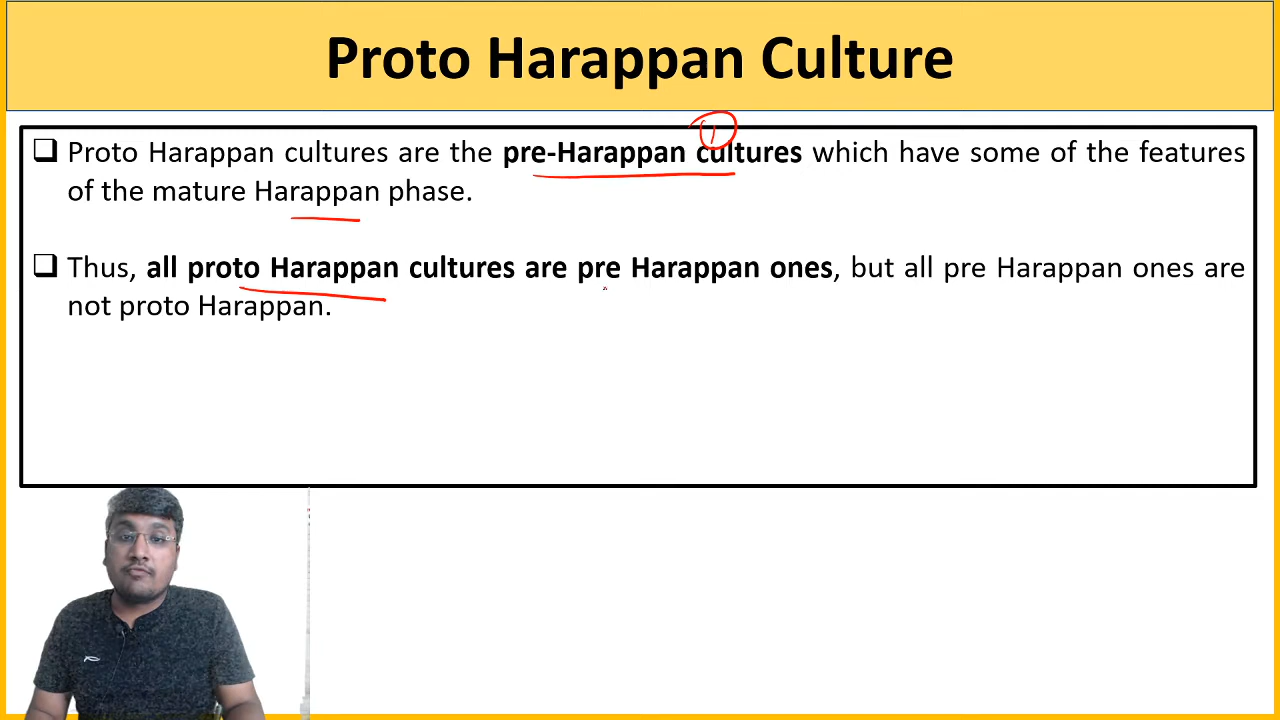 Proto Harappan Culture
❑ Proto Harappan cultures are the pre-Harappan cultures which have some of the features
of the mature Harappan phase.
❑ Thus, all proto Harappan cultures are pre Harappan ones, but all pre Harappan ones are
not proto Harappan.